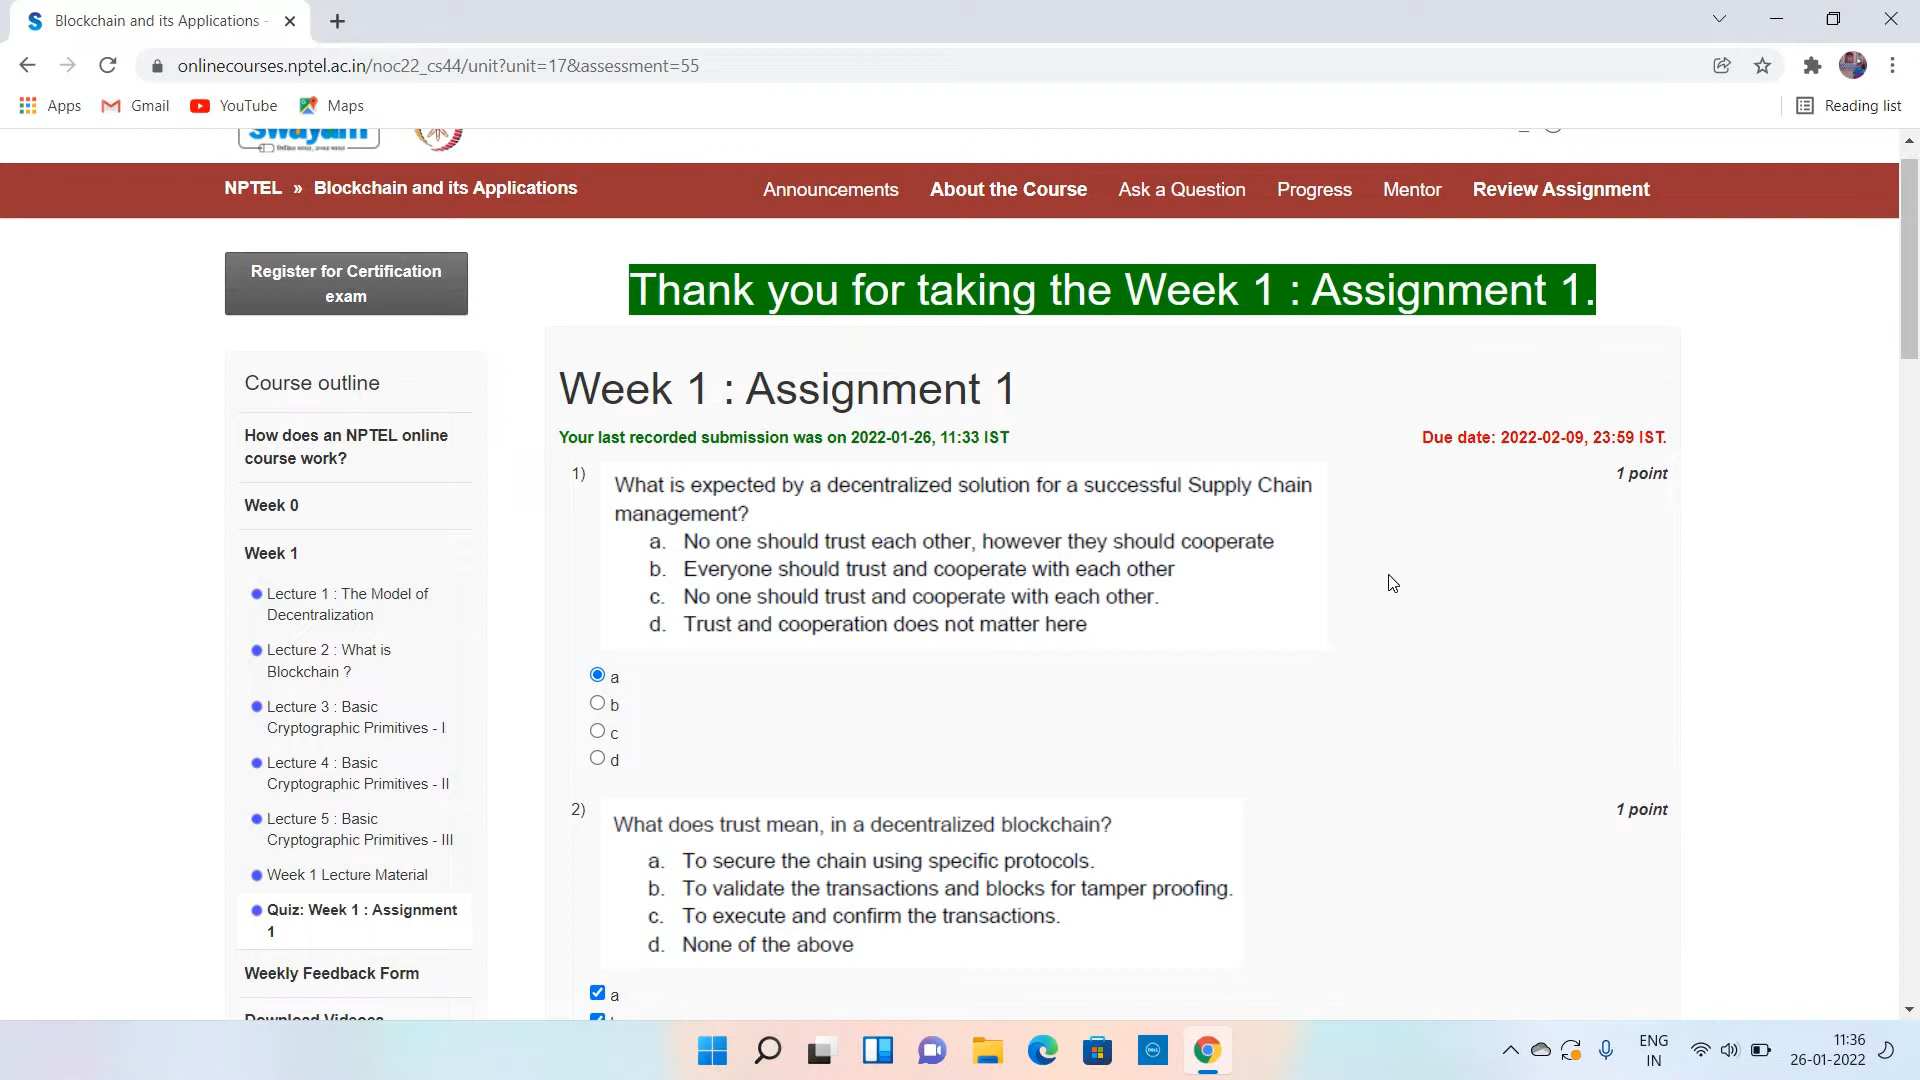 Blockchain and its Applications -
onlinecourses.nptel.ac.in/noc22_cs44/unit?unit=17&assessment=55
Apps Gmail YouTube Maps Reading list
swayam
NPTEL » Blockchain and its Applications Announcements About the Course Ask a Question Progress Mentor Review Assignment
Register for Certification
exam
Thank you for taking the Week 1 : Assignment 1.
Course outline
How does an NPTEL online
course work?
Week 0
Week 1
Lecture 1 : The Model of
Decentralization
Lecture 2 : What is
Blockchain ?
Lecture 3 : Basic
Cryptographic Primitives - I
Lecture 4 : Basic
Cryptographic Primitives - II
Lecture 5 : Basic
Cryptographic Primitives - III
Week 1 Lecture Material
Quiz: Week 1 : Assignment
1
Weekly Feedback Form
Download Videoes
Week 1 : Assignment 1
Your last recorded submission was on 2022-01-26, 11:33 IST Due date: 2022-02-09, 23:59 IST.
1) 1 point
What is expected by a decentralized solution for a successful Supply Chain
management?
a. No one should trust each other, however they should cooperate
b. Everyone should trust and cooperate with each other
c. No one should trust and cooperate with each other.
d. Trust and cooperation does not matter here
a
b
c
d
2) 1 point
What does trust mean, in a decentralized blockchain?
a. To secure the chain using specific protocols.
b. To validate the transactions and blocks for tamper proofing.
c. To execute and confirm the transactions.
d. None of the above
a
ENG
IN
11:36
26-01-2022